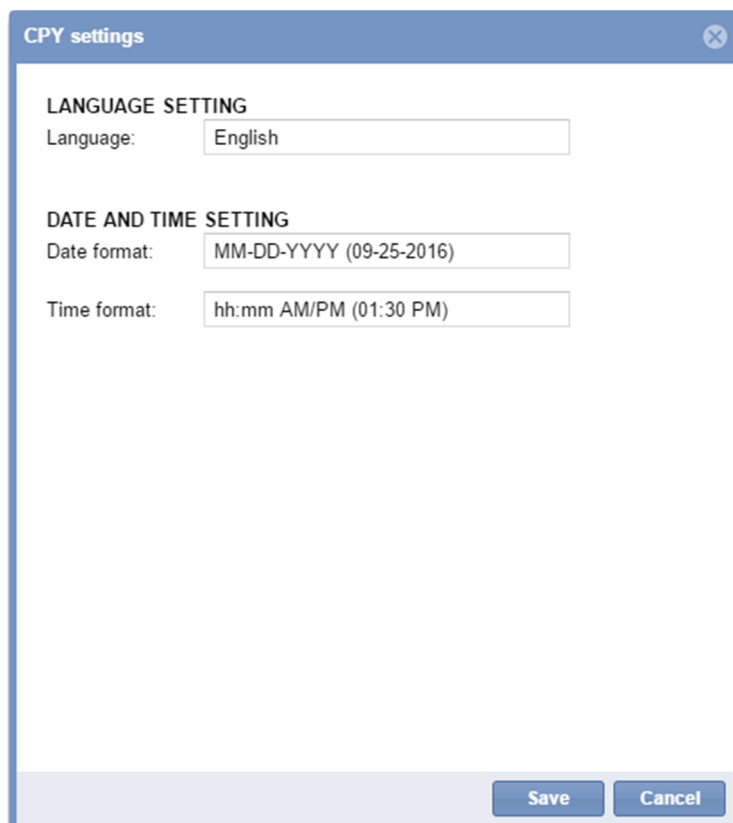 CPY settings
LANGUAGE SETTING
Language: English
DATE AND TIME SETTING
Date format: MM-DD-YYYY (09-25-2016)
Time format: hh:mm AM/PM (01:30 PM)
Save Cancel